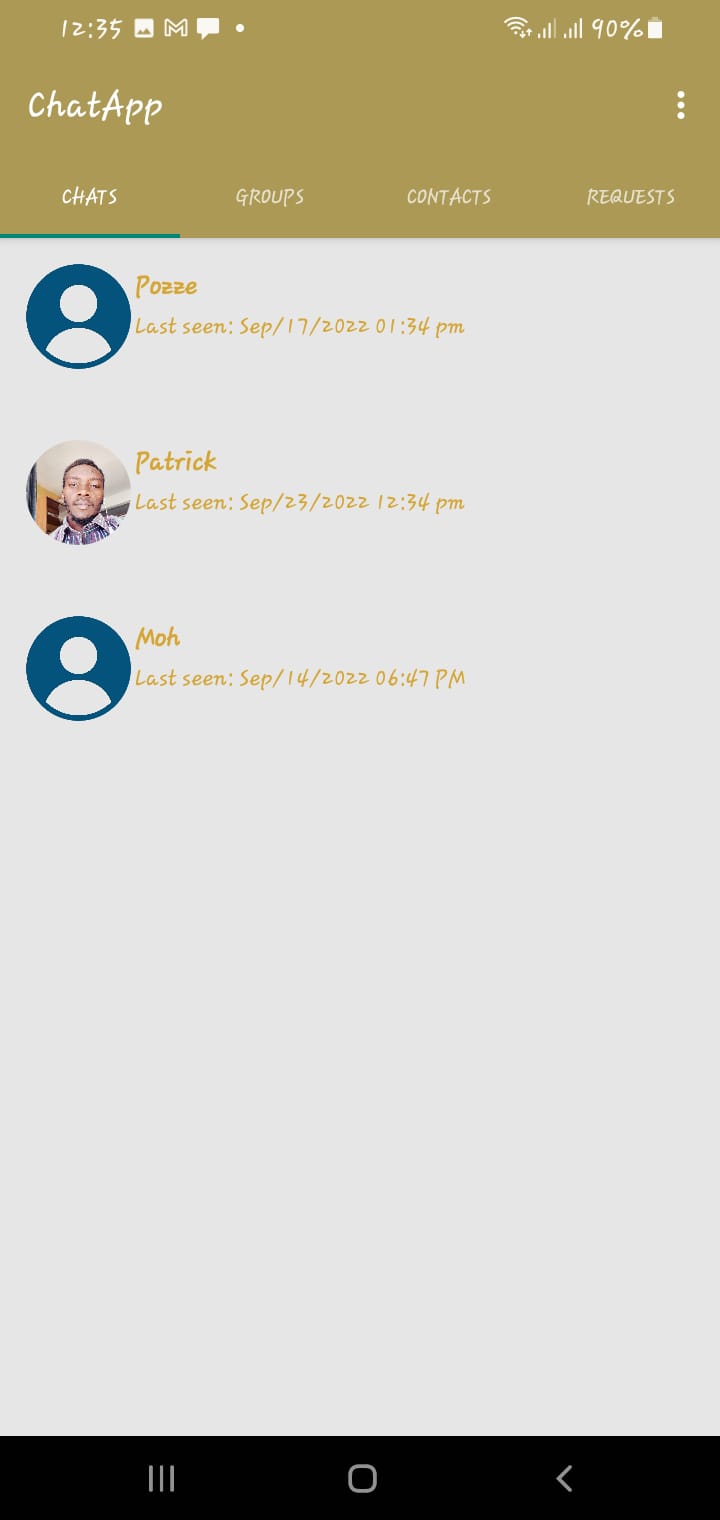 12:35 90%
ChatApp
CHATS GROUPS CONTACTS REQUESTS
Pozze
Last seen: Sep/17/2022 01:34 pm
Patrick
Last seen: Sep/23/2022 12:34 pm
Moh
Last seen: Sep/14/2022 06:47 PM